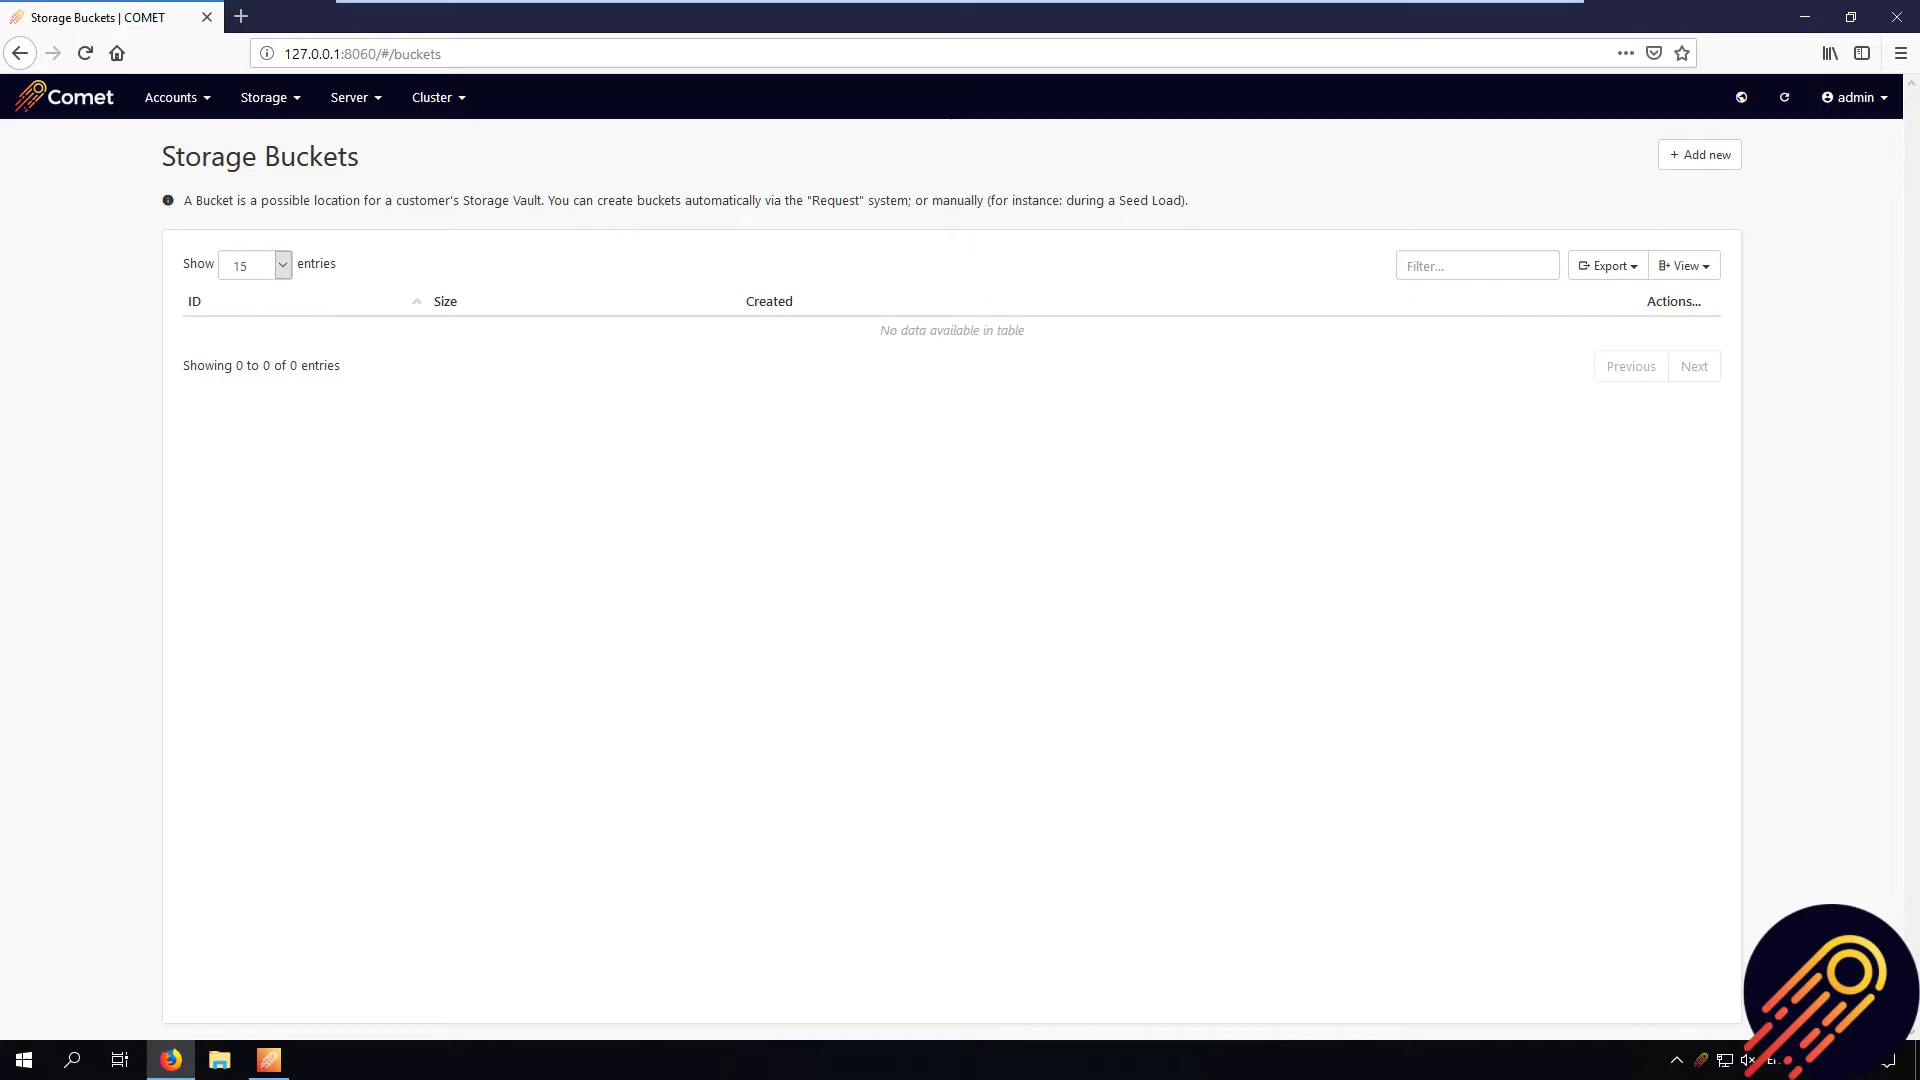 Storage Buckets | COMET
127.0.0.1:8060/#/buckets
Comet
Accounts
Storage
Server
Cluster
admin
Storage Buckets
+ Add new
A Bucket is a possible location for a customer's Storage Vault. You can create buckets automatically via the "Request" system; or manually (for instance: during a Seed Load).
Show 15 entries
Filter...
Export
View
ID
Size
Created
Actions...
No data available in table
Showing 0 to 0 of 0 entries
Previous
Next